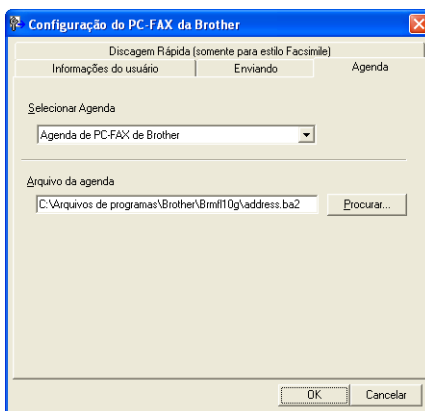 Configuração do PC-FAX da Brother
Discagem Rápida (somente para estilo Facsimile)
Informações do usuário
Enviando
Agenda
Selecionar Agenda
Agenda de PC-FAX de Brother
Arquivo da agenda
C:\Arquivos de programas\Brother\Brmfl10g\address.ba2
Procurar...
OK
Cancelar